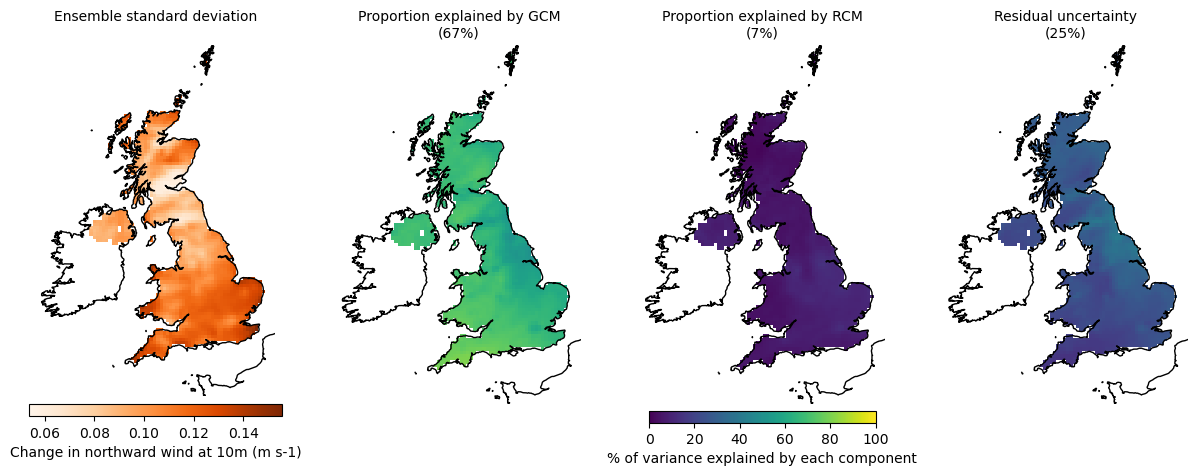 Ensemble standard deviation
Proportion explained by GCM
(67%)
Proportion explained by RCM
(7%)
Residual uncertainty
(25%)
0.06 0.08 0.10 0.12 0.14
Change in northward wind at 10m (m s-1)
0 20 40 60 80 100
% of variance explained by each component